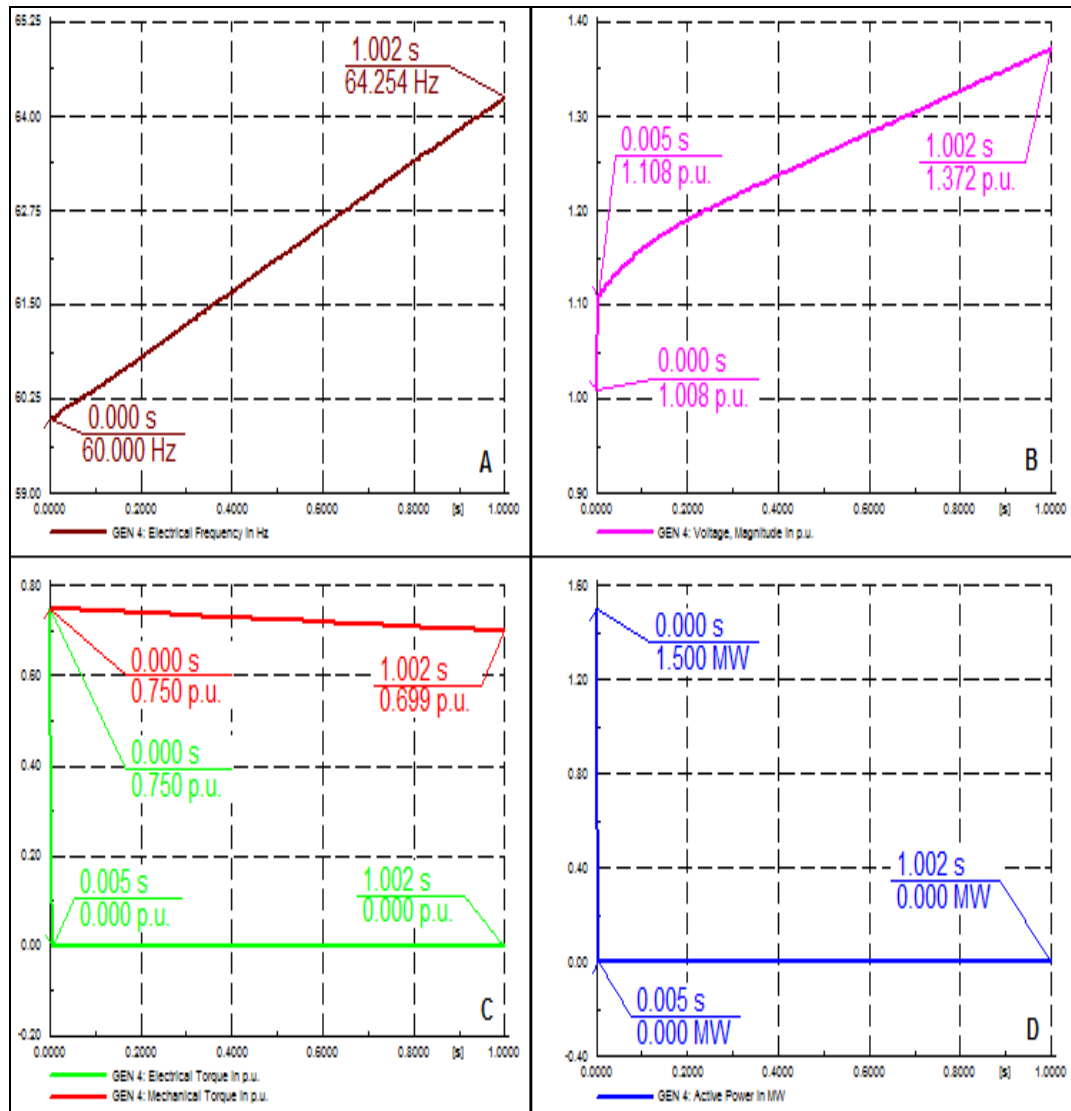 65.25
64.00
62.75
61.50
60.25
59.00
1.002 s
64.254 Hz
0.000 s
60.000 Hz
A
0.0000 0.2000 0.4000 0.6000 0.8000 [s] 1.0000
GEN 4: Electrical Frequency in Hz
1.40
1.30
1.20
1.10
1.00
0.90
0.005 s
1.108 p.u.
1.002 s
1.372 p.u.
0.000 s
1.008 p.u.
B
0.0000 0.2000 0.4000 0.6000 0.8000 [s] 1.0000
GEN 4: Voltage, Magnitude in p.u.
0.80
0.60
0.40
0.20
0.00
-0.20
0.000 s
0.750 p.u.
1.002 s
0.699 p.u.
0.000 s
0.750 p.u.
0.005 s
0.000 p.u.
1.002 s
0.000 p.u.
C
0.0000 0.2000 0.4000 0.6000 0.8000 [s] 1.0000
GEN 4: Electrical Torque in p.u.
GEN 4: Mechanical Torque in p.u.
1.60
1.20
0.80
0.40
0.00
-0.40
0.000 s
1.500 MW
1.002 s
0.000 MW
0.005 s
0.000 MW
D
0.0000 0.2000 0.4000 0.6000 0.8000 [s] 1.0000
GEN 4: Active Power in MW